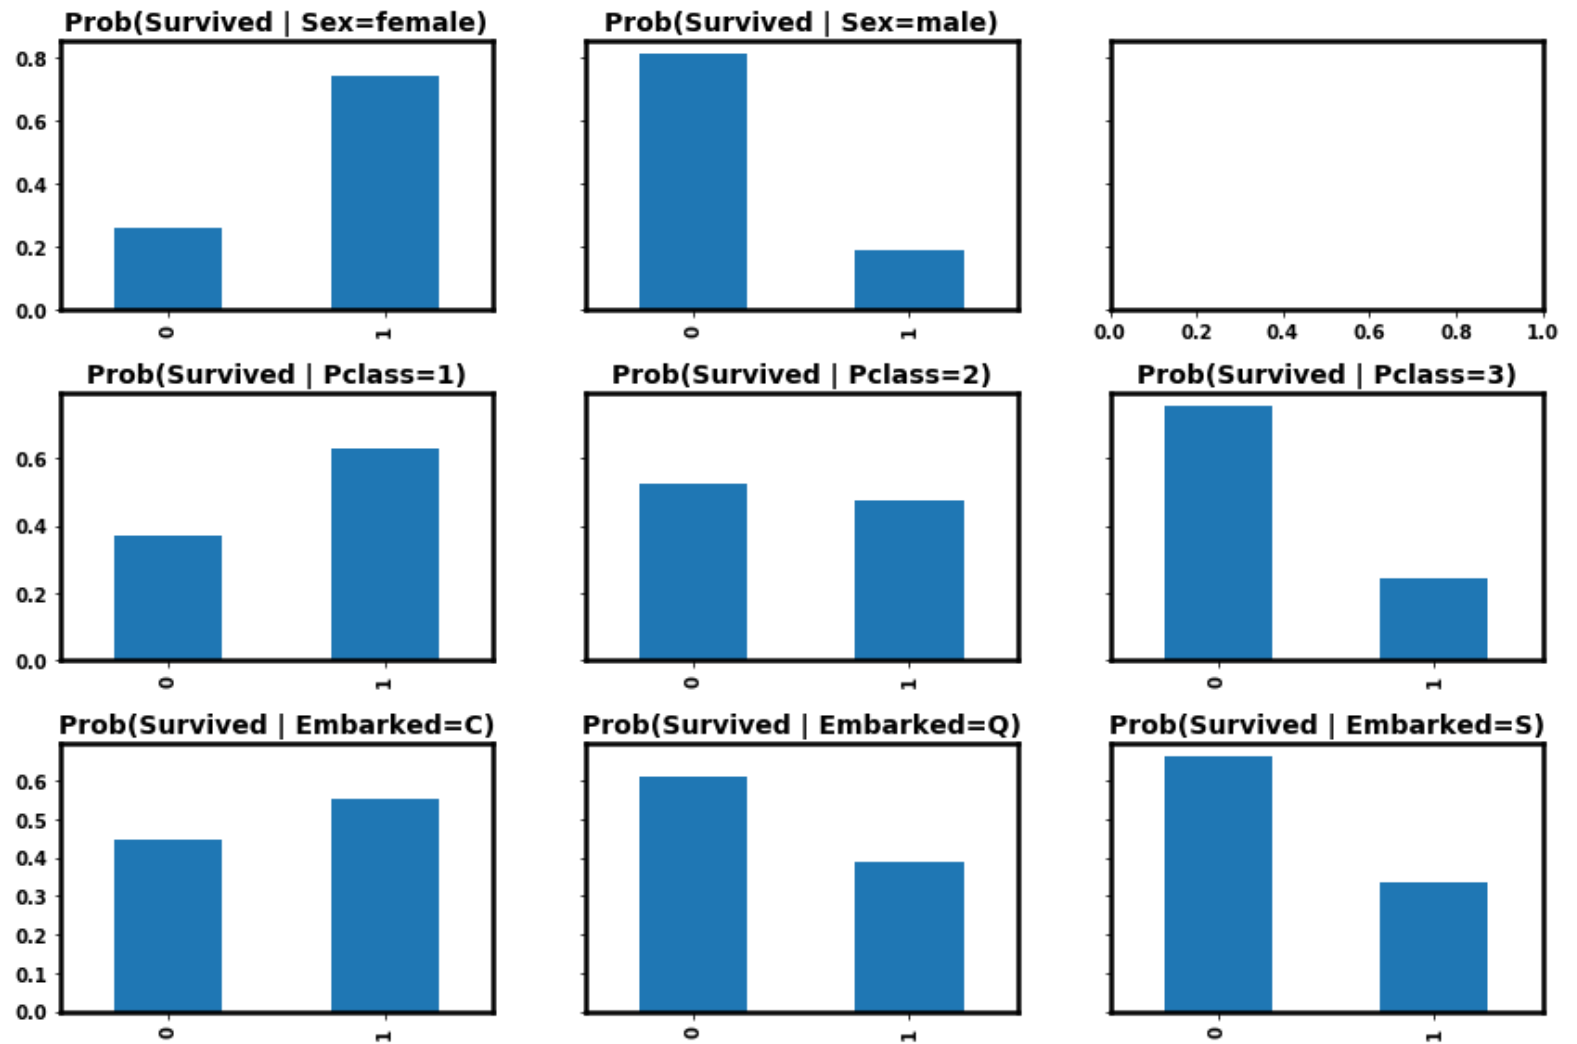 Prob(Survived | Sex=female) Prob(Survived | Sex=male)
0.8
0.6
0.4
0.2
0.0
0 1 0 1 0.0 0.2 0.4 0.6 0.8 1.0
Prob(Survived | Pclass=1) Prob(Survived | Pclass=2) Prob(Survived | Pclass=3)
0.6
0.4
0.2
0.0
0 1 0 1 0 1
Prob(Survived | Embarked=C) Prob(Survived | Embarked=Q) Prob(Survived | Embarked=S)
0.6
0.5
0.4
0.3
0.2
0.1
0.0
0 1 0 1 0 1